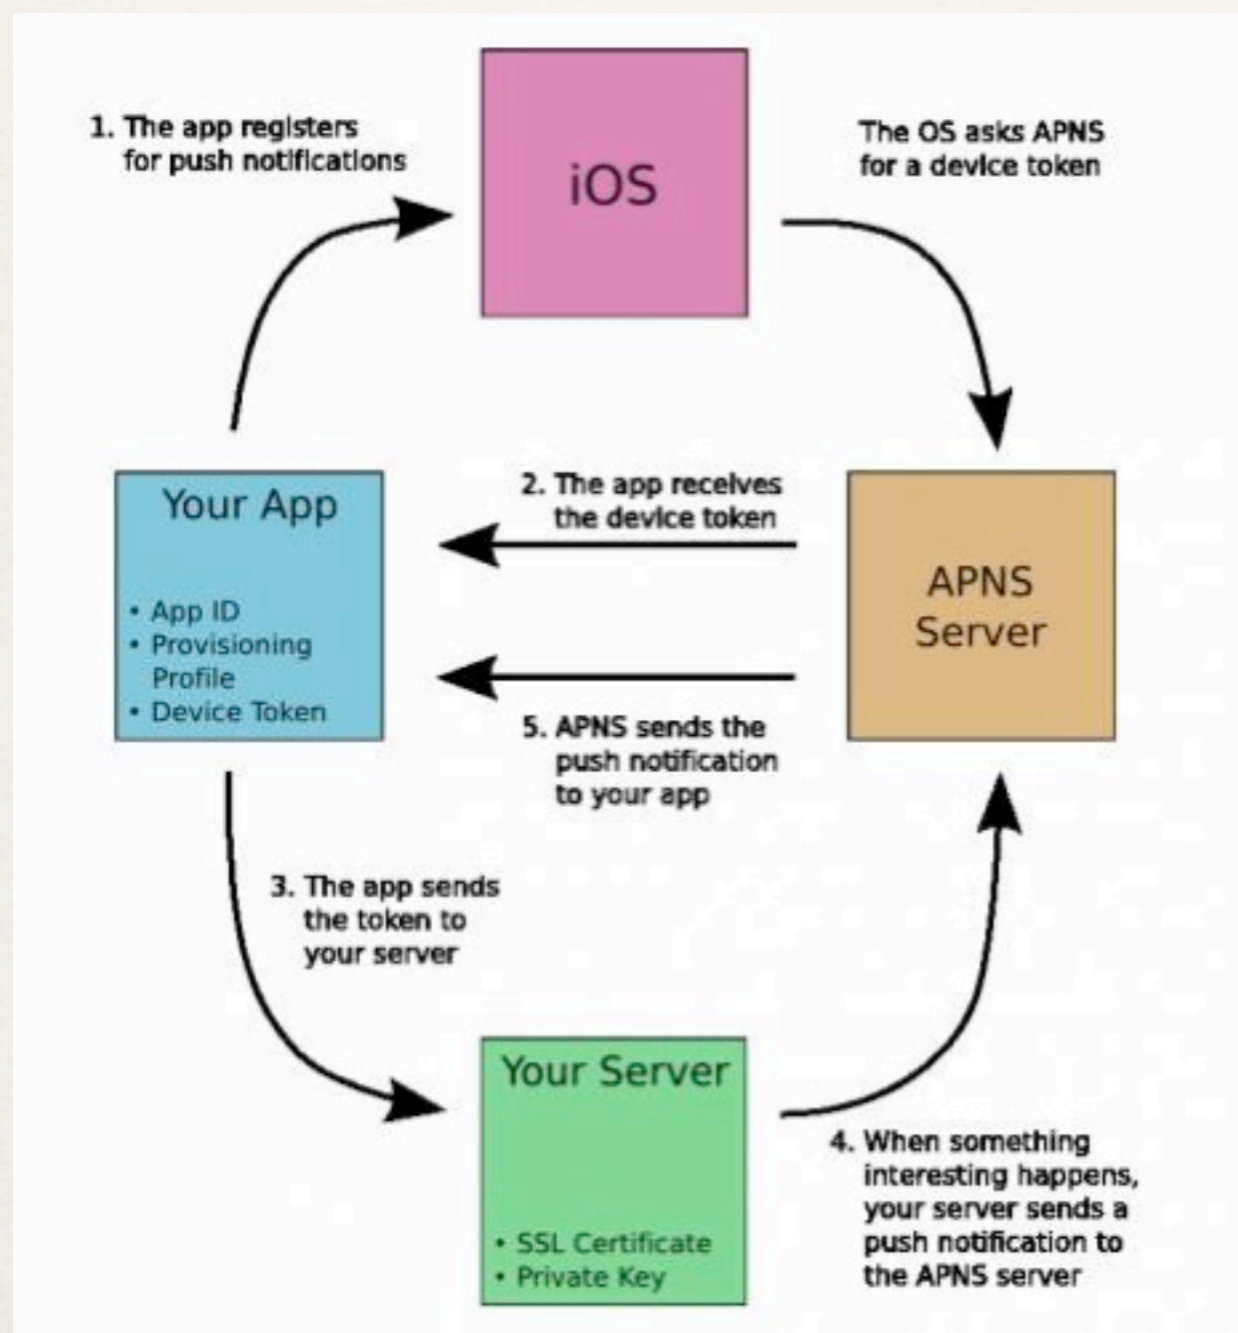 1. The app registers
for push notifications
iOS
The OS asks APNS
for a device token
Your App
• App ID
• Provisioning
Profile
• Device Token
2. The app receives
the device token
APNS
Server
5. APNS sends the
push notification
to your app
3. The app sends
the token to
your server
Your Server
• SSL Certificate
• Private Key
4. When something
interesting happens,
your server sends a
push notification to
the APNS server